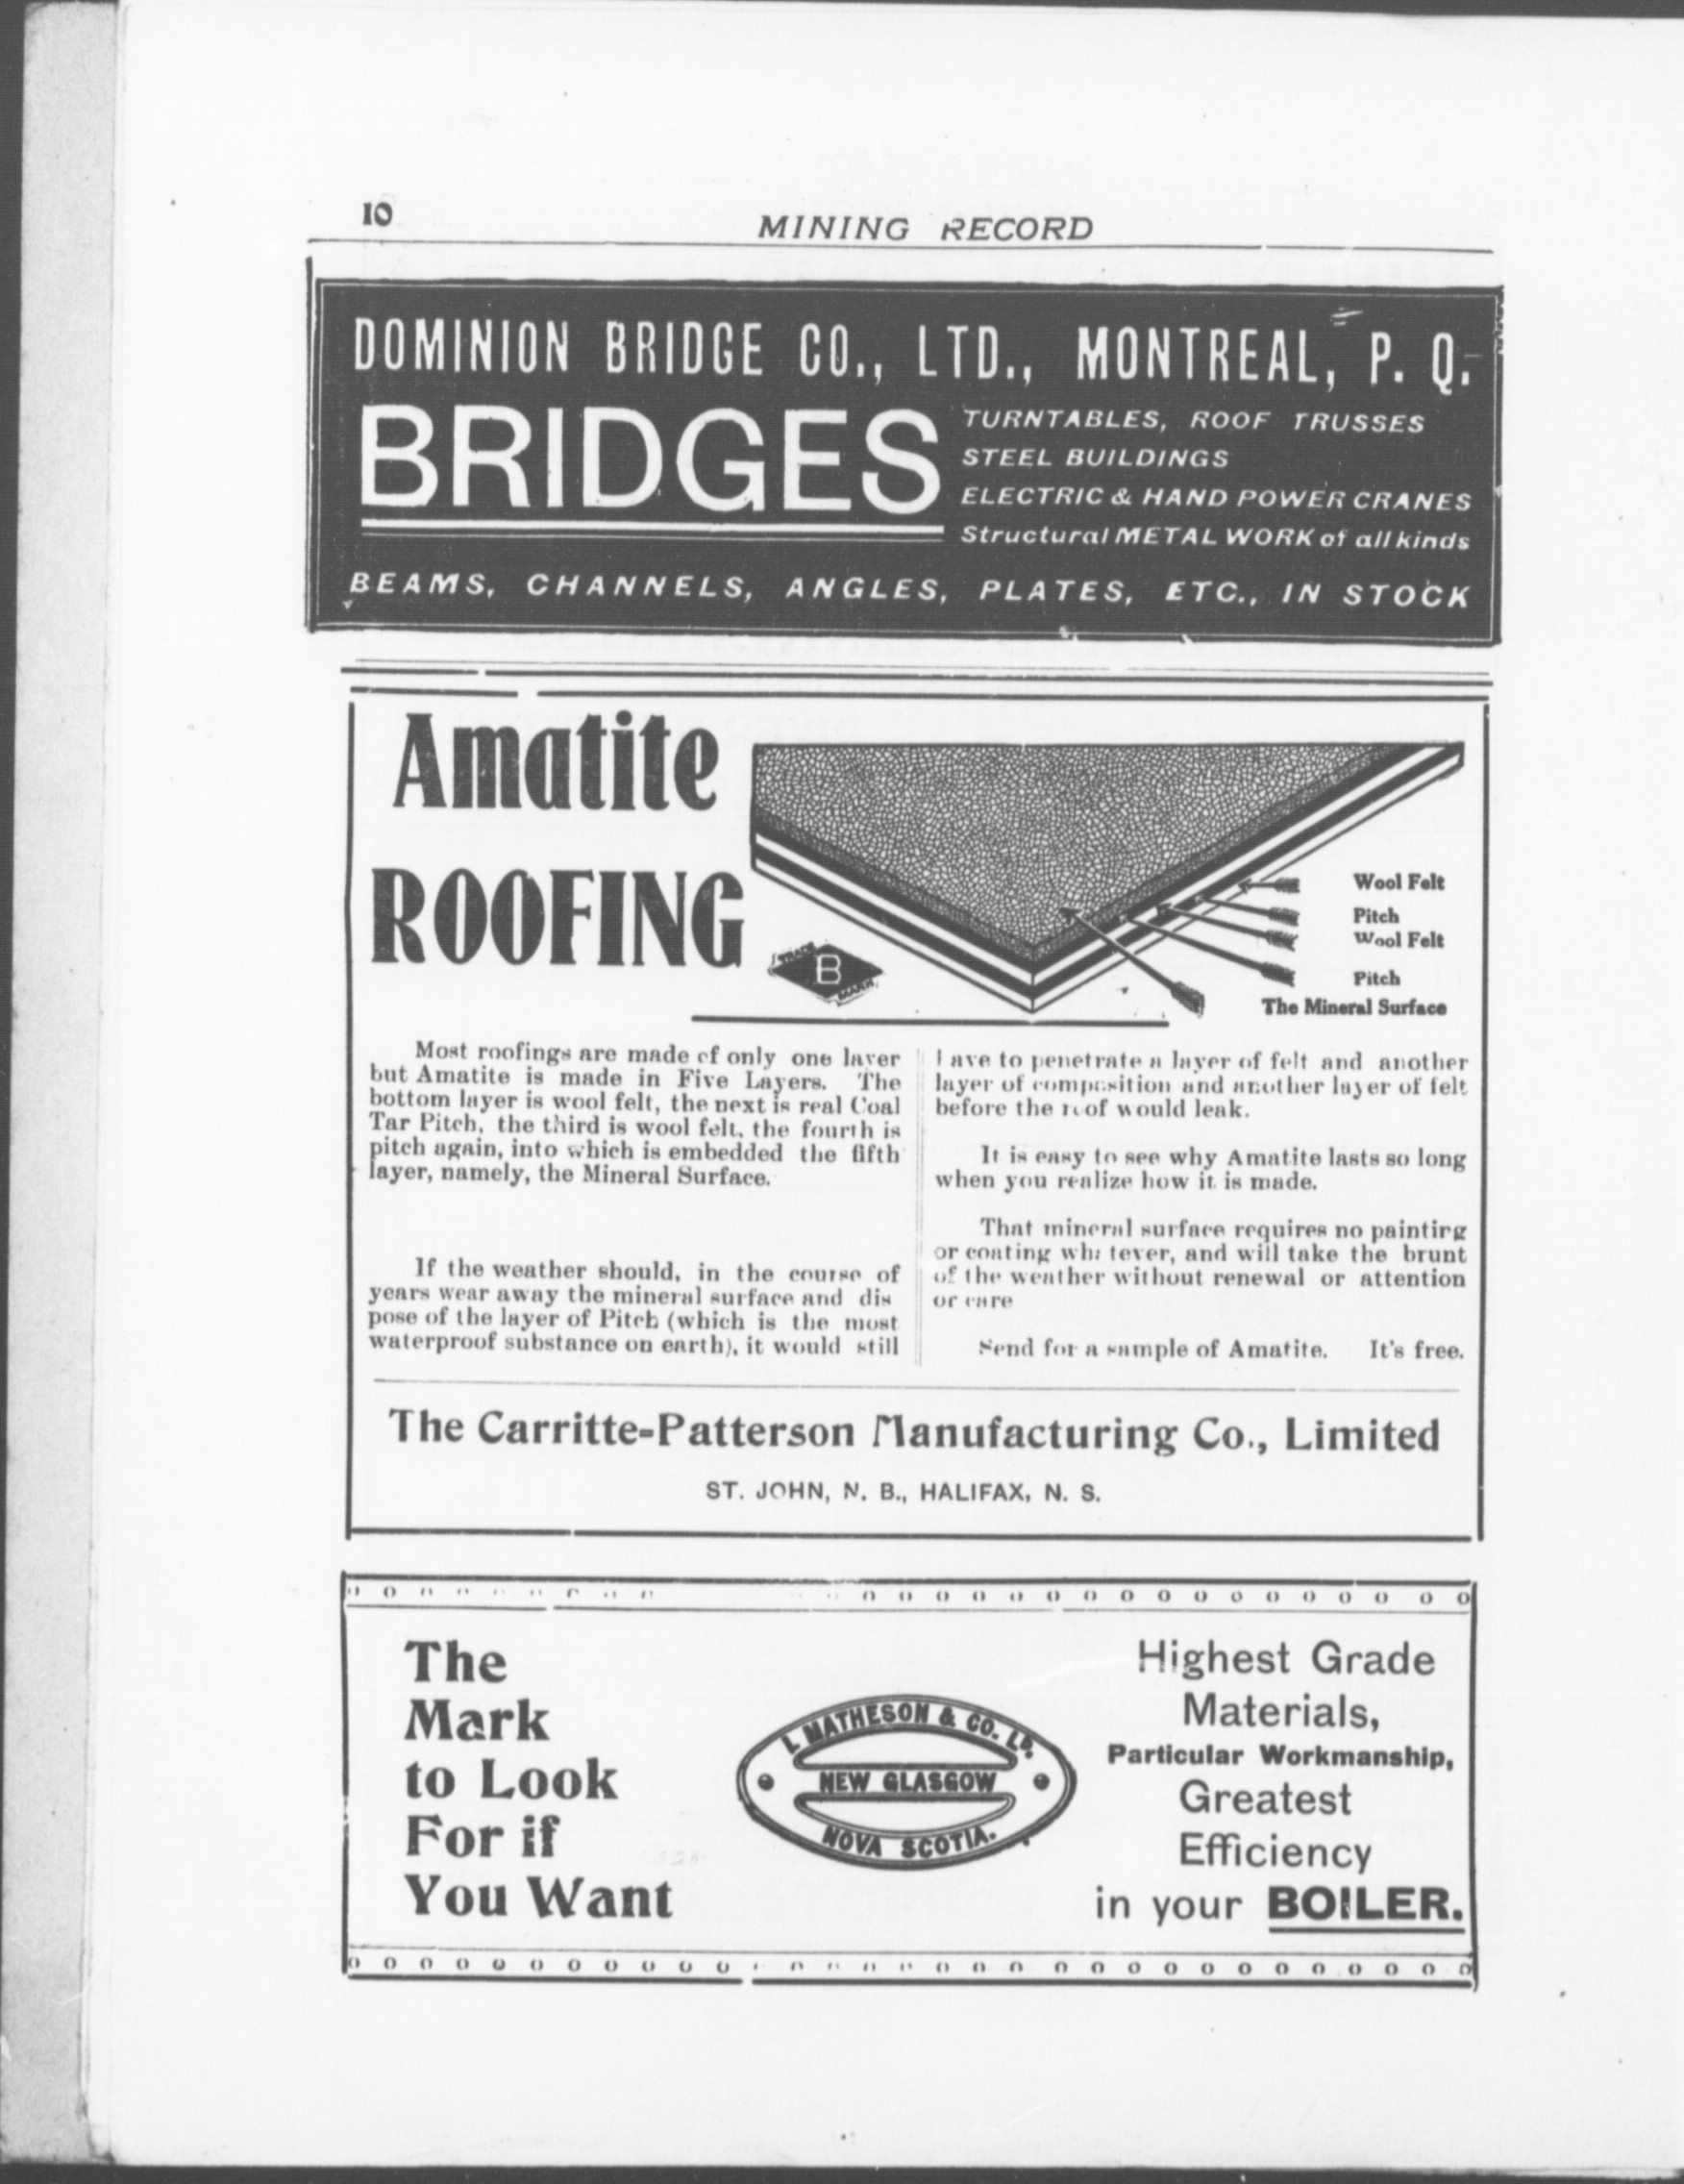 10
MINING RECORD
DOMINION BRIDGE CO., LTD., MONTREAL, P. Q.
BRIDGES
TURNTABLES, ROOF TRUSSES
STEEL BUILDINGS
ELECTRIC & HAND POWER CRANES
Structural METAL WORK of all kinds
BEAMS, CHANNELS, ANGLES, PLATES, ETC., IN STOCK
Amatite
ROOFING
Wool Felt
Pitch
Wool Felt
Pitch
The Mineral Surface
TRADE
B
MARK
Most roofings are made of only one layer
but Amatite is made in Five Layers. The
bottom layer is wool felt, the next is real Coal
Tar Pitch, the third is wool felt, the fourth is
pitch again, into which is embedded the fifth
layer, namely, the Mineral Surface.
If the weather should, in the course of
years wear away the mineral surface and dis
pose of the layer of Pitch (which is the most
waterproof substance on earth), it would still
have to penetrate a layer of felt and another
layer of composition and another layer of felt
before the roof would leak.
It is easy to see why Amatite lasts so long
when you realize how it is made.
That mineral surface requires no painting
or coating whatever, and will take the brunt
of the weather without renewal or attention
or care
Send for a sample of Amatite. It's free.
The Carritte-Patterson Manufacturing Co., Limited
ST. JOHN, N. B., HALIFAX, N. S.
The
Mark
to Look
For if
You Want
I. MATHESON & CO. LD.
NEW GLASGOW
NOVA SCOTIA.
Highest Grade
Materials,
Particular Workmanship,
Greatest
Efficiency
in your BOILER.